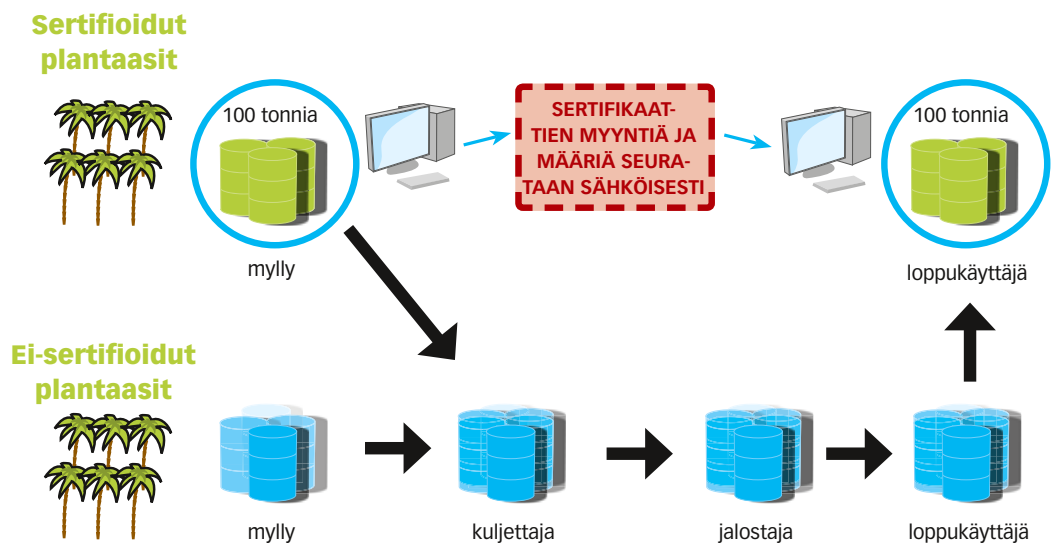 Sertifioidut
plantaasit
100 tonnia
SERTIFIKAAT-
TIEN MYYNTIÄ JA
MÄÄRIÄ SEURA-
TAAN SÄHKÖISESTI
100 tonnia
mylly
loppukäyttäjä
Ei-sertifioidut
plantaasit
mylly
kuljettaja
jalostaja
loppukäyttäjä